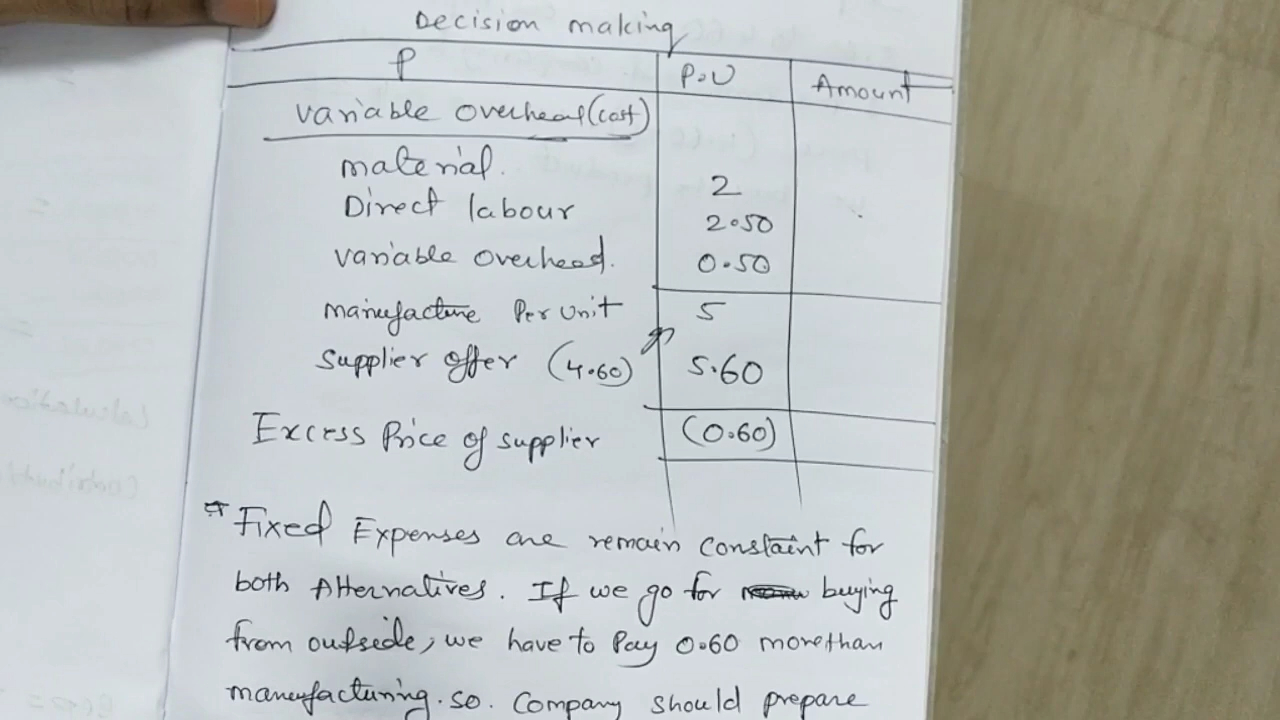 Decision making
P P.U Amount
Variable overhead(cost)
material. 2
Direct labour 2.50
Variable overhead. 0.50
manufacture Per Unit 5
Supplier offer (4.60) 5.60
Excess Price of supplier (0.60)
* Fixed Expenses are remain constaint for
both Alternatives. If we go for buying
from outside, we have to Pay 0.60 morethan
manufacturing. so. Company should prepare